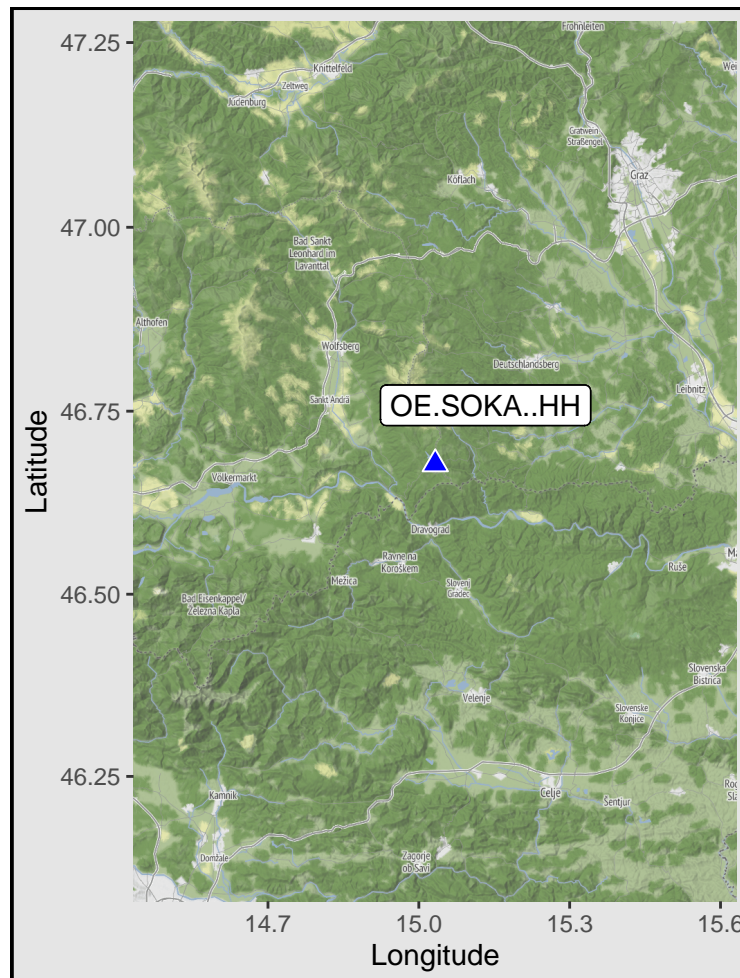 47.25
47.00
46.75
46.50
46.25
Latitude
Frohnleiten
Knittelfeld
Zeltweg
Judenburg
Gratwein
Straßengel
Graz
Köflach
Bad Sankt
Leonhard im
Lavanttal
Althofen
Wolfsberg
Deutschlandsberg
Leibnitz
Sankt Andrä
OE.SOKA..HH
Völkermarkt
Dravograd
Ravne na
Koroškem
Mežica
Slovenj
Gradec
Ruše
Ma
Bad Eisenkappel/
Železna Kapla
Slovenska
Bistrica
Velenje
Slovenske
Konjice
Kamnik
Celje
Šentjur
Domžale
Zagorje
ob Savi
14.7
15.0
15.3
15.6
Longitude